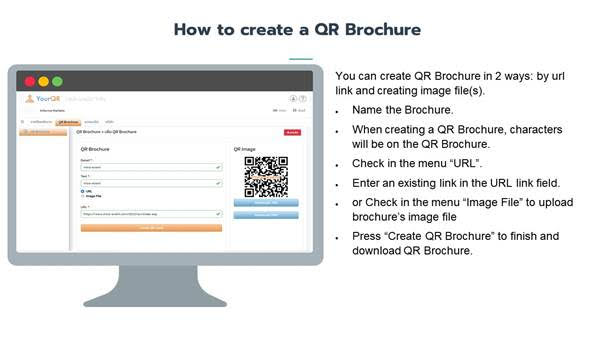 How to create a QR Brochure
You can create QR Brochure in 2 ways: by url
link and creating image file(s).
• Name the Brochure.
• When creating a QR Brochure, characters
will be on the QR Brochure.
• Check in the menu “URL”.
• Enter an existing link in the URL link field.
• or Check in the menu “Image File” to upload
brochure’s image file
• Press “Create QR Brochure” to finish and
download QR Brochure.
YourQR
QR Brochure
QR Brochure
QR Image
URL
Image File
URL *